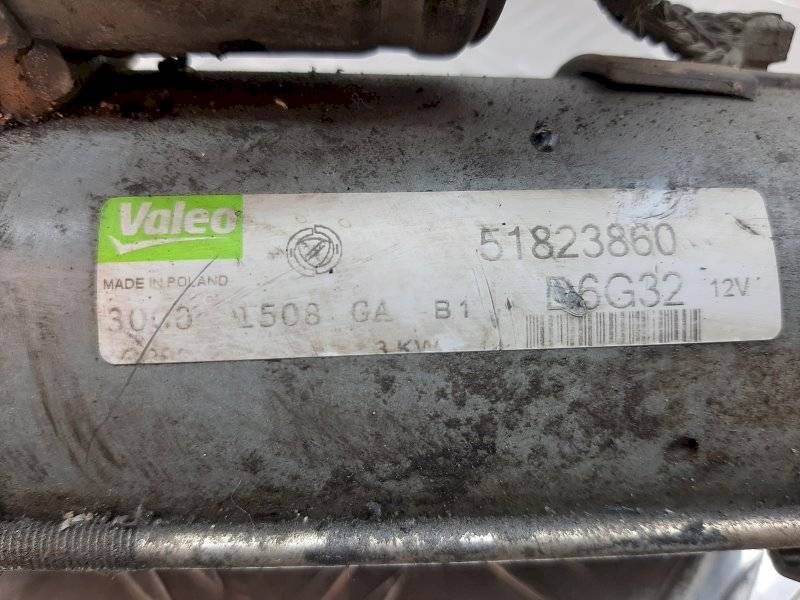 Valeo
51823860
MADE IN POLAND
D6G32 12V
1508 GA B1
3 KW